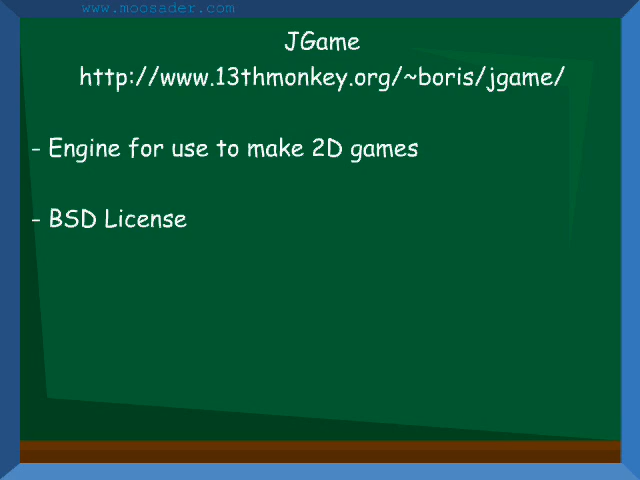 www.moosader.com
JGame
http://www.13thmonkey.org/~boris/jgame/
- Engine for use to make 2D games
- BSD License